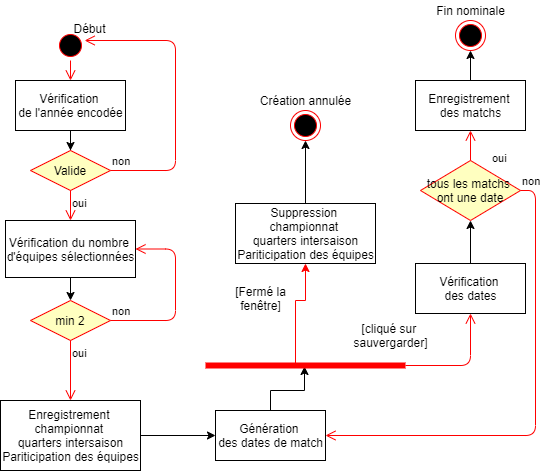 Début
Vérification
de l'année encodée
Valide
non
oui
Vérification du nombre
d'équipes sélectionnées
min 2
non
oui
Enregistrement
championnat
quarters intersaison
Pariticipation des équipes
Génération
des dates de match
[Fermé la
fenêtre]
Suppression
championnat
quarters intersaison
Pariticipation des équipes
Création annulée
[cliqué sur
sauvergarder]
Vérification
des dates
tous les matchs
ont une date
non
oui
Enregistrement
des matchs
Fin nominale